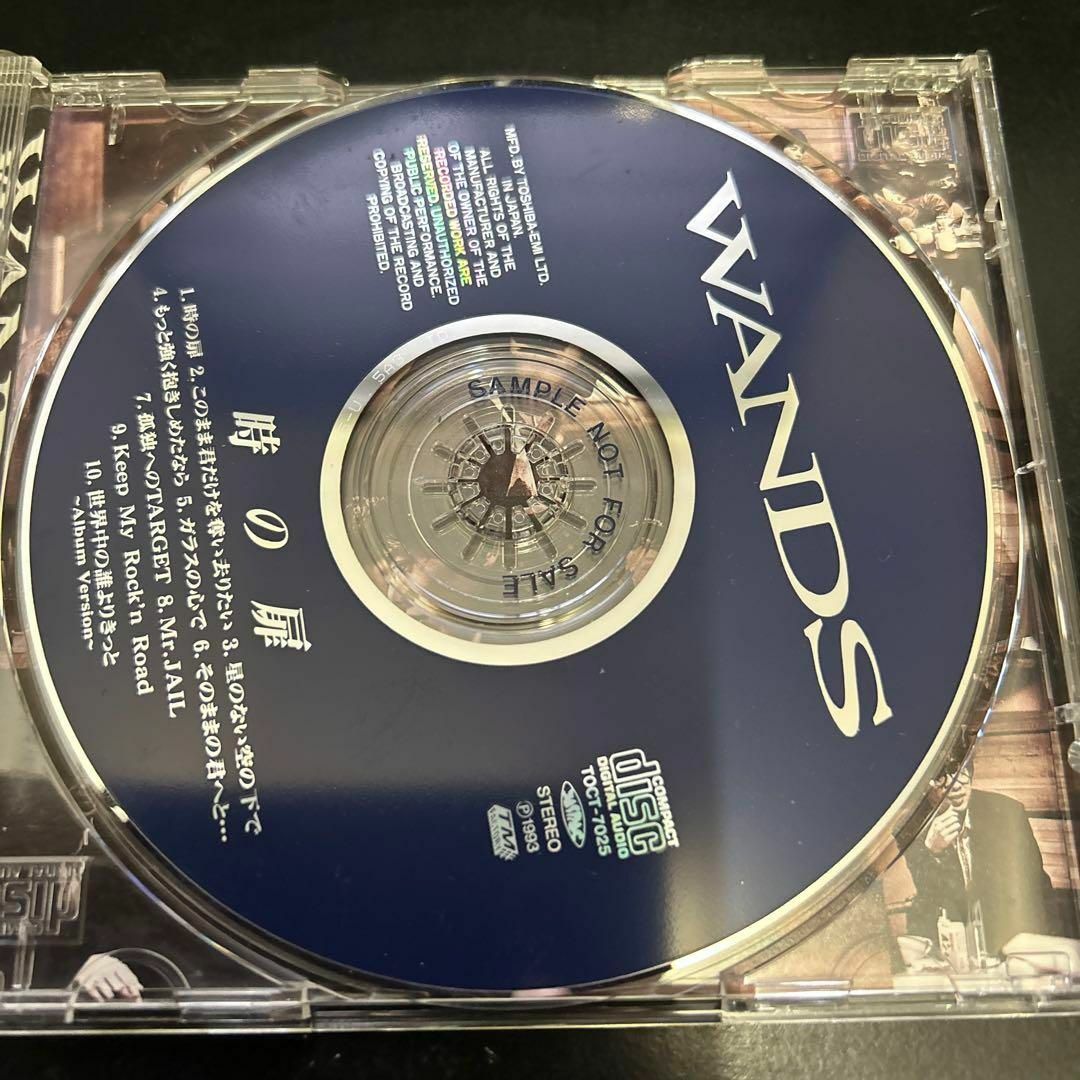 WANDS
MFD. BY TOSHIBA-EMI LTD.
IN JAPAN
ALL RIGHTS OF THE
MANUFACTURER AND
OF THE OWNER OF THE
RECORDED WORK ARE
RESERVED. UNAUTHORIZED
PUBLIC PERFORMANCE.
BROADCASTING AND
COPYING OF THE RECORD
PROHIBITED.
SAMPLE NOT FOR SALE
COMPACT
disc
DIGITAL AUDIO
TOCT-7025
STEREO
℗1993
時の扉
1.時の扉 2.このまま君だけを奪い去りたい 3.星のない空の下で
4.もっと強く抱きしめたなら 5.ガラスの心で 6.そのままの君へと…
7.孤独へのTARGET 8.Mr.JAIL
9.Keep My Rock'n Road
10.世界中の誰よりきっと
~Album Version~